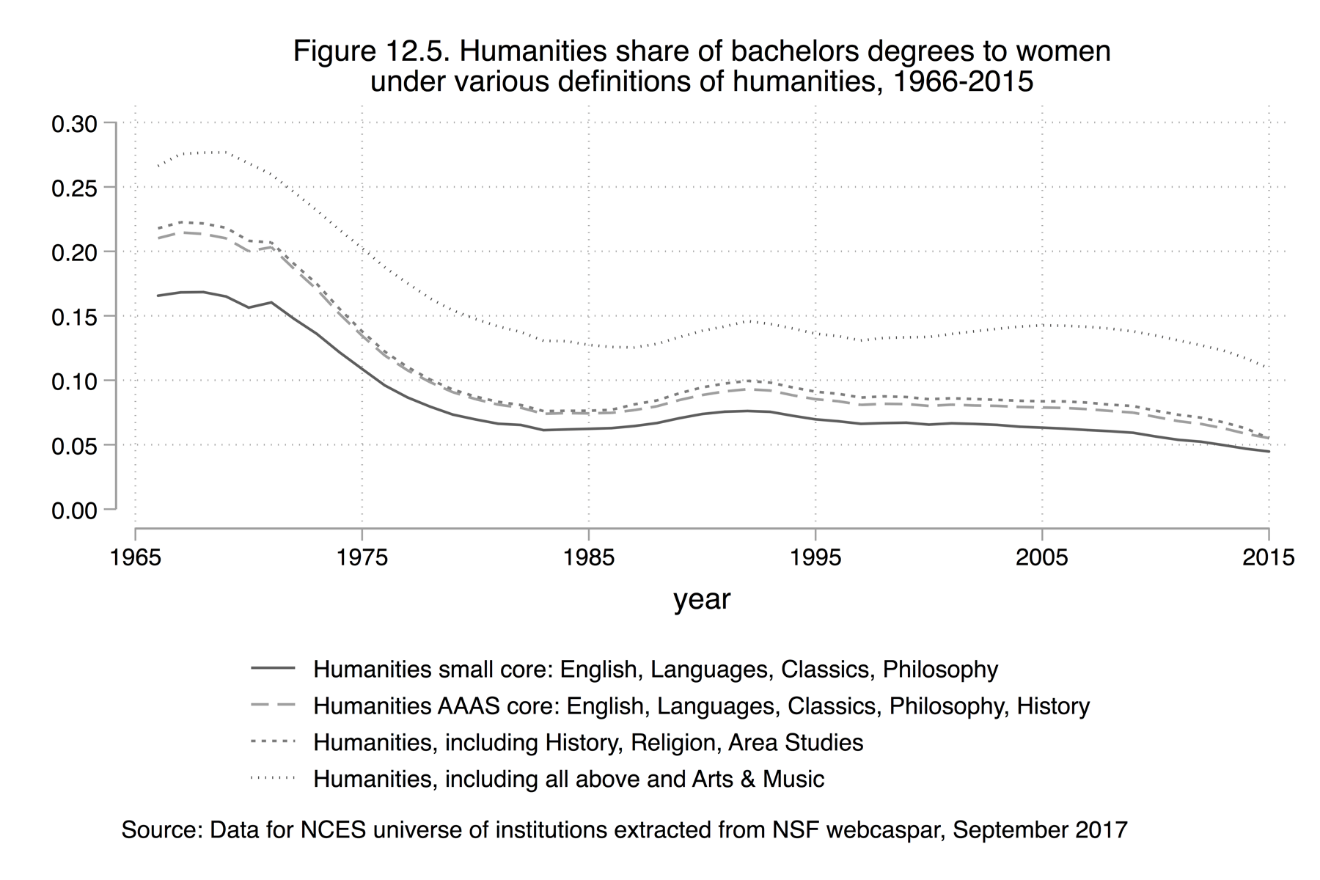 Figure 12.5. Humanities share of bachelors degrees to women
under various definitions of humanities, 1966-2015
0.30
0.25
0.20
0.15
0.10
0.05
0.00
1965 1975 1985 1995 2005 2015
year
Humanities small core: English, Languages, Classics, Philosophy
Humanities AAAS core: English, Languages, Classics, Philosophy, History
Humanities, including History, Religion, Area Studies
Humanities, including all above and Arts & Music
Source: Data for NCES universe of institutions extracted from NSF webcaspar, September 2017